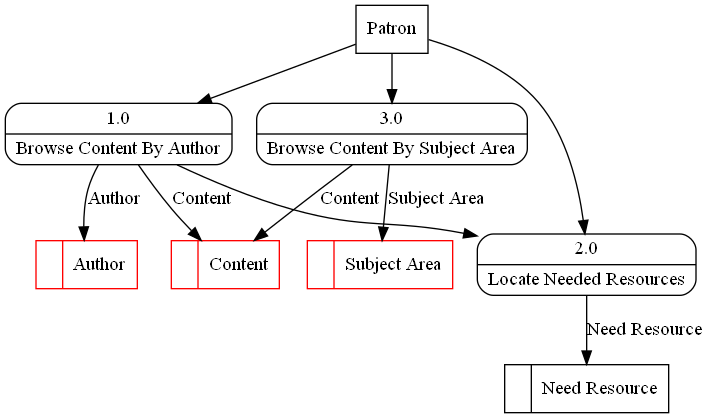 Patron
1.0
Browse Content By Author
3.0
Browse Content By Subject Area
Author
Content
Content
Subject Area
Author
Content
Subject Area
2.0
Locate Needed Resources
Need Resource
Need Resource